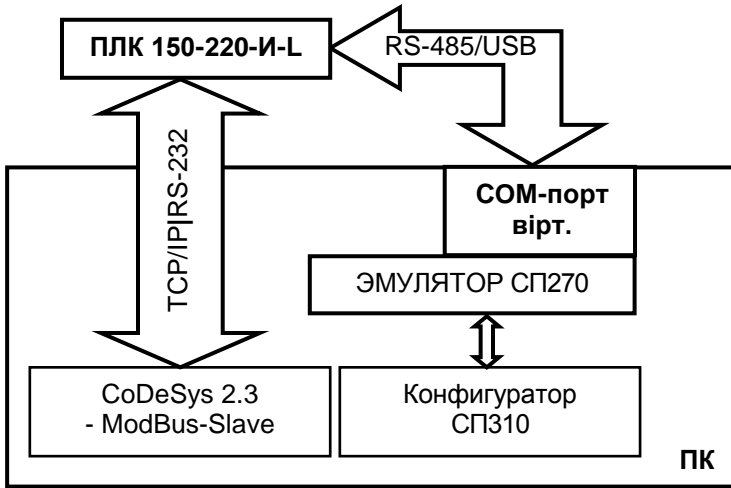 ПЛК 150-220-И-L
RS-485/USB
TCP/IP|RS-232
COM-порт
вірт.
ЭМУЛЯТОР СП270
CoDeSys 2.3
- ModBus-Slave
Конфигуратор
СП310
ПК